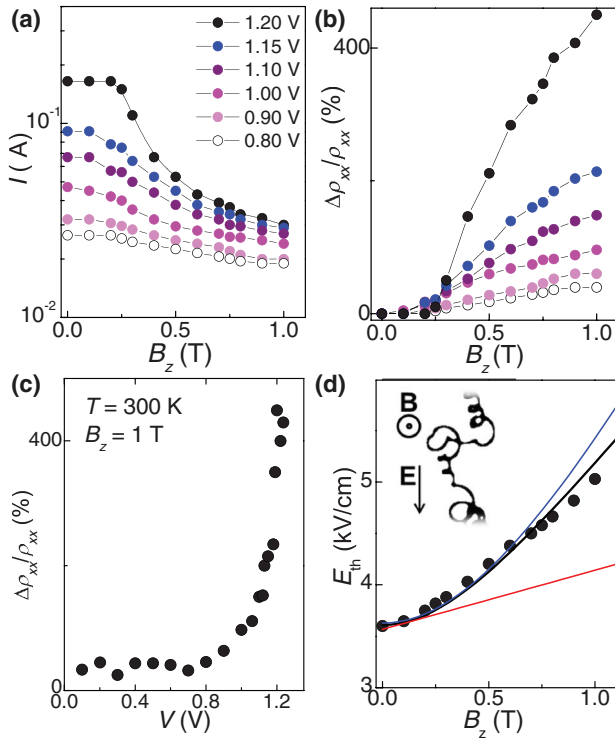 (a)
1.20 V
1.15 V
1.10 V
1.00 V
0.90 V
0.80 V
I ( A)
10⁻¹
10⁻²
0.0 0.5 1.0
B_z (T)
(b)
Δρ_xx/ρ_xx (%)
400
0
0.0 0.5 1.0
B_z (T)
(c)
T = 300 K
B_z = 1 T
Δρ_xx/ρ_xx (%)
400
0
0.0 0.4 0.8 1.2
V (V)
(d)
B
E
E_th (kV/cm)
6
5
4
3
0.0 0.5 1.0
B_z (T)